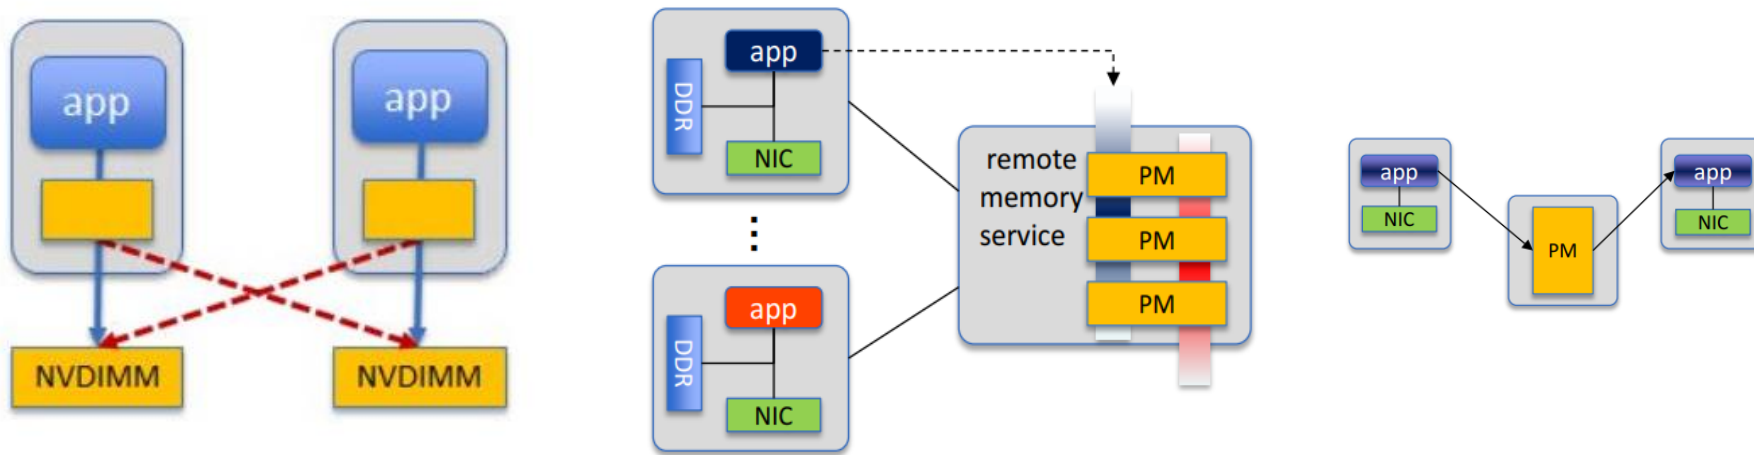 app
app
NVDIMM
NVDIMM
app
DDR
NIC
app
DDR
NIC
remote
memory
service
PM
PM
PM
app
NIC
PM
app
NIC